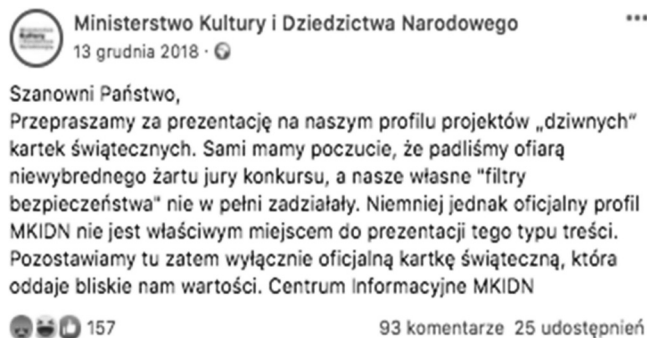 Ministerstwo Kultury i Dziedzictwa Narodowego
13 grudnia 2018 ·
Szanowni Państwo,
Przepraszamy za prezentację na naszym profilu projektów „dziwnych“
kartek świątecznych. Sami mamy poczucie, że padliśmy ofiarą
niewybrednego żartu jury konkursu, a nasze własne "filtry
bezpieczeństwa" nie w pełni zadziałały. Niemniej jednak oficjalny profil
MKIDN nie jest właściwym miejscem do prezentacji tego typu treści.
Pozostawiamy tu zatem wyłącznie oficjalną kartkę świąteczną, która
oddaje bliskie nam wartości. Centrum Informacyjne MKIDN
157 93 komentarze 25 udostępnień